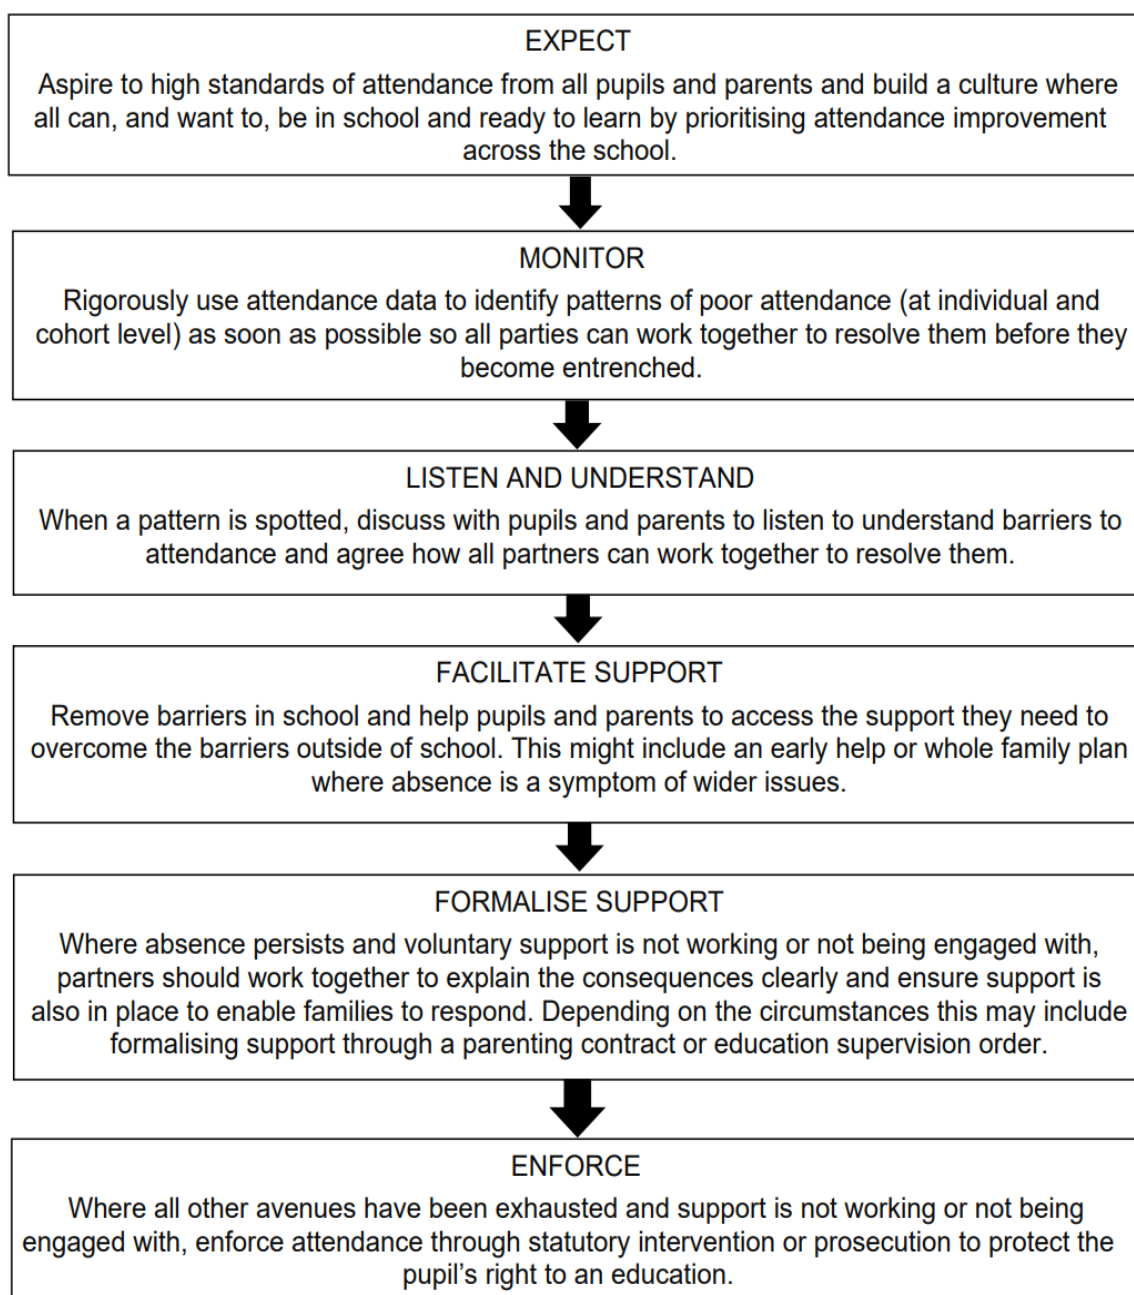 EXPECT
Aspire to high standards of attendance from all pupils and parents and build a culture where
all can, and want to, be in school and ready to learn by prioritising attendance improvement
across the school.
MONITOR
Rigorously use attendance data to identify patterns of poor attendance (at individual and
cohort level) as soon as possible so all parties can work together to resolve them before they
become entrenched.
LISTEN AND UNDERSTAND
When a pattern is spotted, discuss with pupils and parents to listen to understand barriers to
attendance and agree how all partners can work together to resolve them.
FACILITATE SUPPORT
Remove barriers in school and help pupils and parents to access the support they need to
overcome the barriers outside of school. This might include an early help or whole family plan
where absence is a symptom of wider issues.
FORMALISE SUPPORT
Where absence persists and voluntary support is not working or not being engaged with,
partners should work together to explain the consequences clearly and ensure support is
also in place to enable families to respond. Depending on the circumstances this may include
formalising support through a parenting contract or education supervision order.
ENFORCE
Where all other avenues have been exhausted and support is not working or not being
engaged with, enforce attendance through statutory intervention or prosecution to protect the
pupil's right to an education.